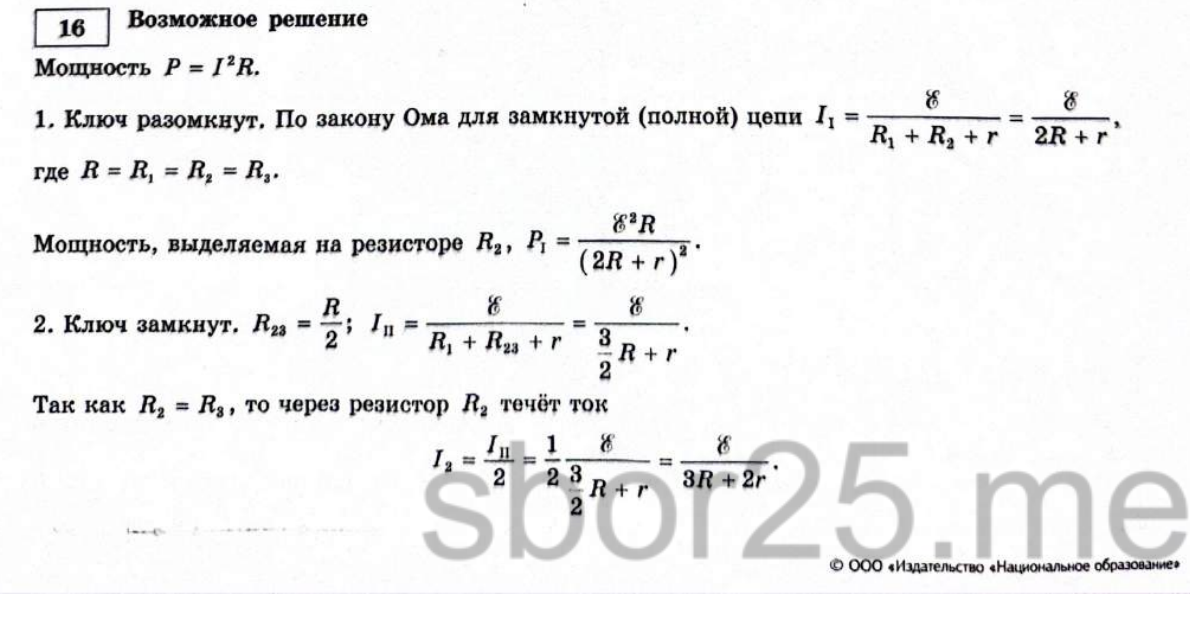 16 Возможное решение
Мощность P = I²R.
1. Ключ разомкнут. По закону Ома для замкнутой (полной) цепи I₁ = ℰ / (R₁ + R₂ + r) = ℰ / (2R + r),
где R = R₁ = R₂ = R₃.
Мощность, выделяемая на резисторе R₂, P_I = ℰ²R / (2R + r)².
2. Ключ замкнут. R₂₃ = R/2; I_II = ℰ / (R₁ + R₂₃ + r) = ℰ / (3/2 R + r).
Так как R₂ = R₃, то через резистор R₂ течёт ток
I₂ = I_II/2 = 1/2 ℰ / (3/2 R + r) = ℰ / (3R + 2r).
sbor25.me
© ООО «Издательство «Национальное образование»